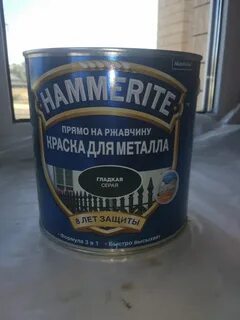 HAMMERITE
ПРЯМО НА РЖАВЧИНУ
КРАСКА ДЛЯ МЕТАЛЛА
ГЛАДКАЯ
СЕРАЯ
8 ЛЕТ ЗАЩИТЫ
Формула 3 в 1 • Быстро высыхает